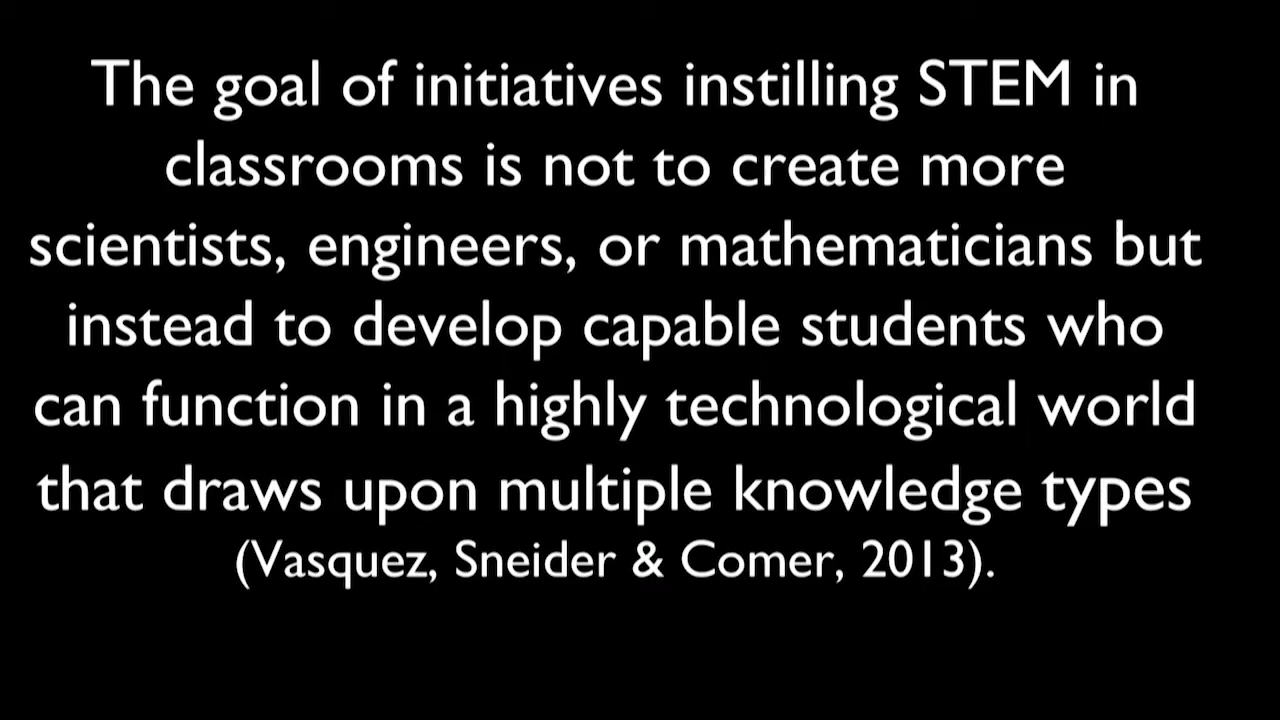 The goal of initiatives instilling STEM in
classrooms is not to create more
scientists, engineers, or mathematicians but
instead to develop capable students who
can function in a highly technological world
that draws upon multiple knowledge types
(Vasquez, Sneider & Comer, 2013).